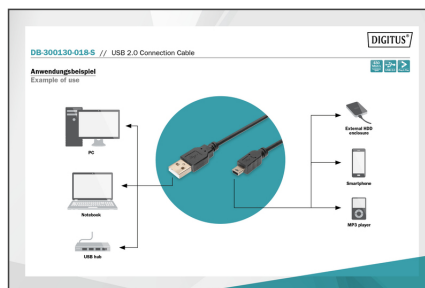 DIGITUS®
DB-300130-018-S // USB 2.0 Connection Cable
Anwendungsbeispiel
Example of use
PC
Notebook
USB hub
External HDD
enclosure
Smartphone
MP3 player